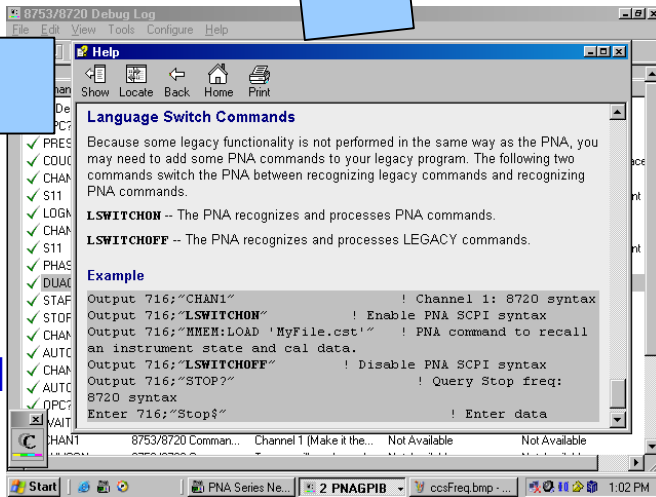 8753/8720 Debug Log
File Edit View Tools Configure Help
Help
Show Locate Back Home Print
Language Switch Commands
Because some legacy functionality is not performed in the same way as the PNA, you
may need to add some PNA commands to your legacy program. The following two
commands switch the PNA between recognizing legacy commands and recognizing
PNA commands.
LSWITCHON -- The PNA recognizes and processes PNA commands.
LSWITCHOFF -- The PNA recognizes and processes LEGACY commands.
Example
Output 716;"CHAN1" ! Channel 1: 8720 syntax
Output 716;"LSWITCHON" ! Enable PNA SCPI syntax
Output 716;"MMEM:LOAD 'MyFile.cst'" ! PNA command to recall
an instrument state and cal data.
Output 716;"LSWITCHOFF" ! Disable PNA SCPI syntax
Output 716;"STOP?" ! Query Stop freq:
8720 syntax
Enter 716;"Stop$" ! Enter data
De
PRES
COUC
CHAN
S11
LOGM
CHAN
S11
PHAS
DUAC
STAF
STOF
CHAN
AUTC
CHAN
AUTC
OPC?
WAIT
CHAN1 8753/8720 Comman... Channel 1 (Make it the... Not Available Not Available
Start PNA Series Ne... 2 PNAGPIB ccsFreq.bmp - ... 1:02 PM